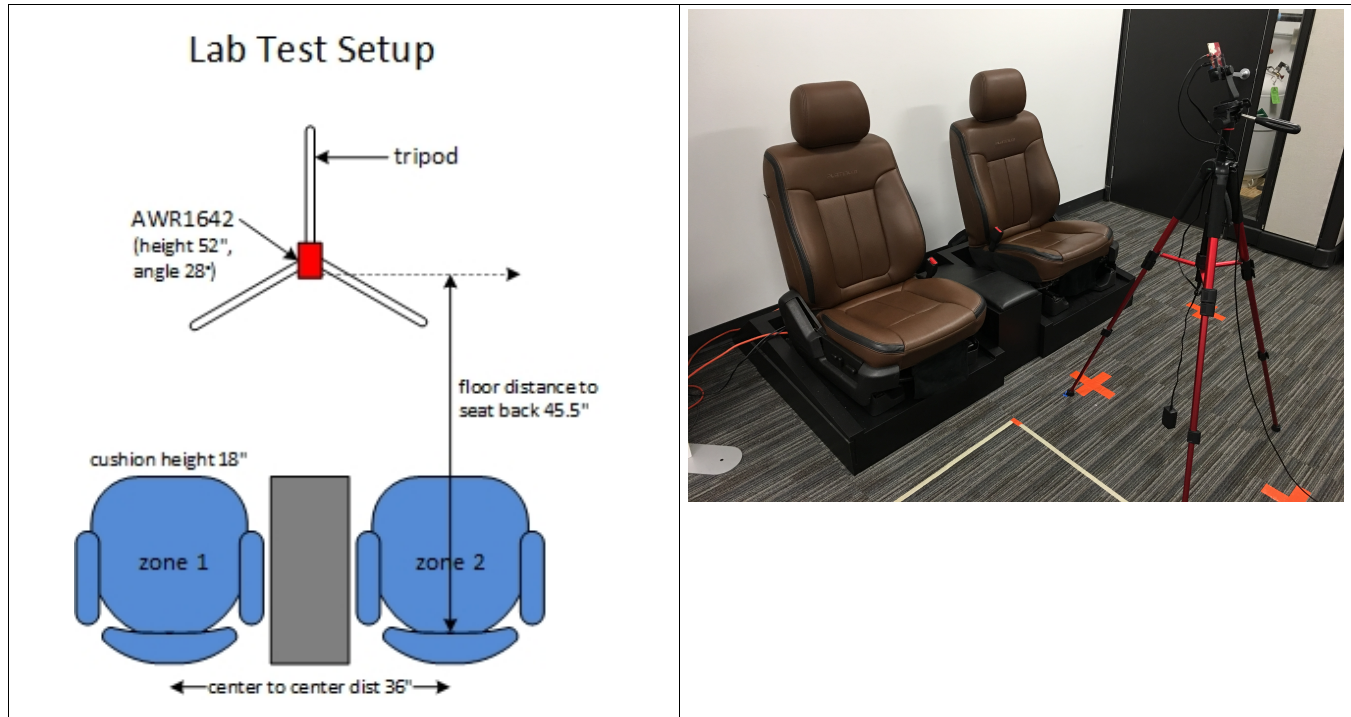 Lab Test Setup
tripod
AWR1642
(height 52",
angle 28°)
floor distance to
seat back 45.5"
cushion height 18"
zone 1
zone 2
center to center dist 36"